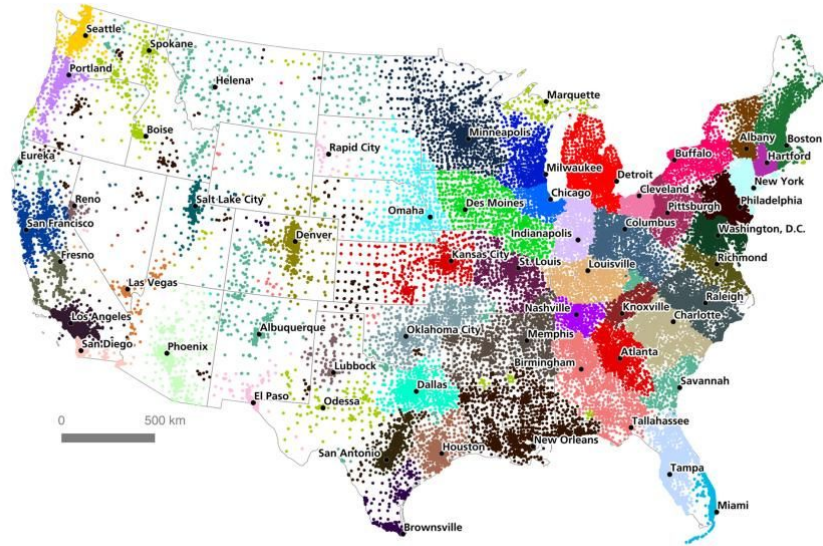 Seattle
Spokane
Portland
Helena
Marquette
Boise
Minneapolis
Albany
Boston
Eureka
Rapid City
Buffalo
Hartford
Milwaukee
Detroit
New York
Reno
Salt Lake City
Chicago
Cleveland
Omaha
Des Moines
Pittsburgh
Philadelphia
San Francisco
Indianapolis
Columbus
Washington, D.C.
Denver
Fresno
Kansas City
St. Louis
Louisville
Richmond
Las Vegas
Raleigh
Los Angeles
Nashville
Knoxville
Charlotte
Albuquerque
Oklahoma City
Memphis
San Diego
Phoenix
Birmingham
Atlanta
Lubbock
Dallas
Savannah
El Paso
Odessa
0
500 km
Tallahassee
San Antonio
Houston
New Orleans
Tampa
Miami
Brownsville